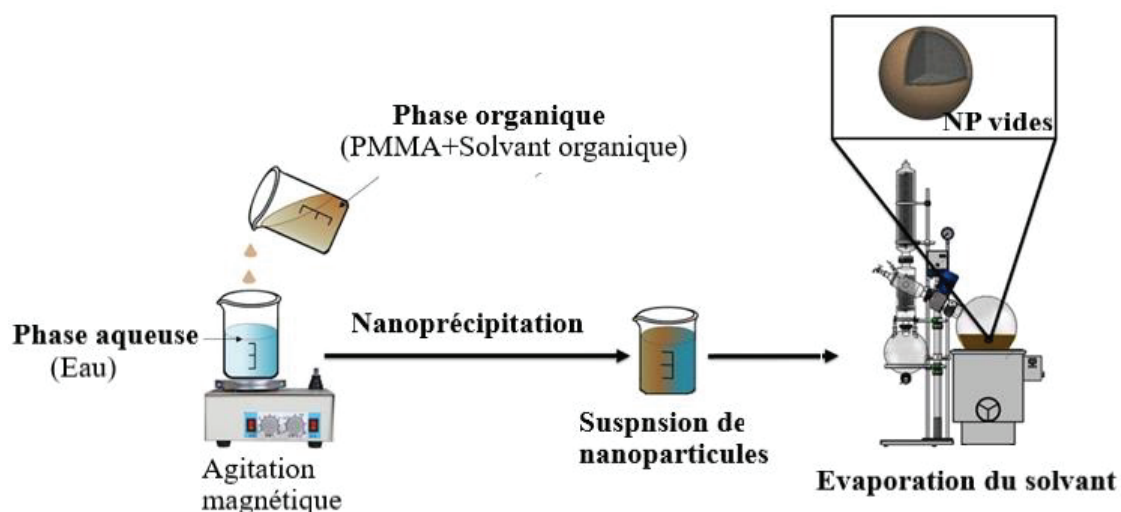 Phase organique
(PMMA+Solvant organique)
NP vides
Phase aqueuse
(Eau)
Nanoprécipitation
Agitation
magnétique
Suspnsion de
nanoparticules
Evaporation du solvant